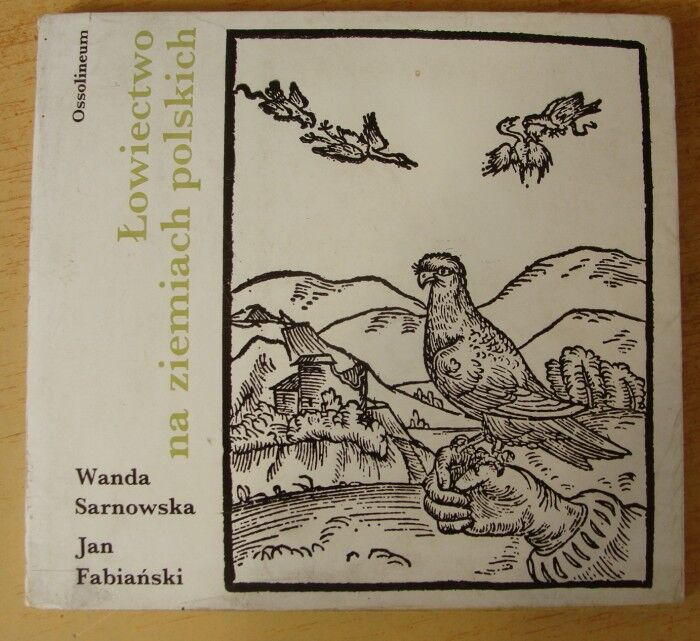 Ossolineum
Łowiectwo
na ziemiach polskich
Wanda
Sarnowska
Jan
Fabiański